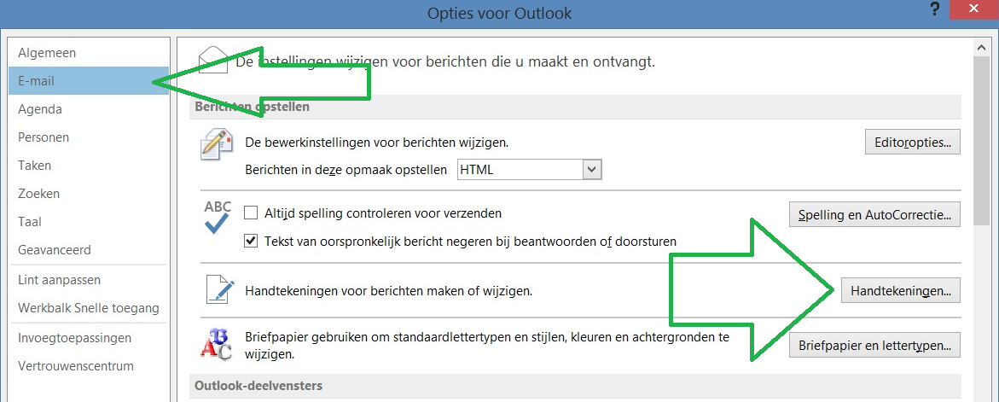 Opties voor Outlook
?
Algemeen
E-mail
Agenda
Personen
Taken
Zoeken
Taal
Geavanceerd
Lint aanpassen
Werkbalk Snelle toegang
Invoegtoepassingen
Vertrouwenscentrum
De instellingen wijzigen voor berichten die u maakt en ontvangt.
Berichten opstellen
De bewerkinstellingen voor berichten wijzigen.
Editoropties...
Berichten in deze opmaak opstellen HTML
ABC
Altijd spelling controleren voor verzenden
Spelling en AutoCorrectie...
Tekst van oorspronkelijk bericht negeren bij beantwoorden of doorsturen
Handtekeningen voor berichten maken of wijzigen.
Handtekeningen...
ABC
Briefpapier gebruiken om standaardlettertypen en stijlen, kleuren en achtergronden te
wijzigen.
Briefpapier en lettertypen...
Outlook-deelvensters